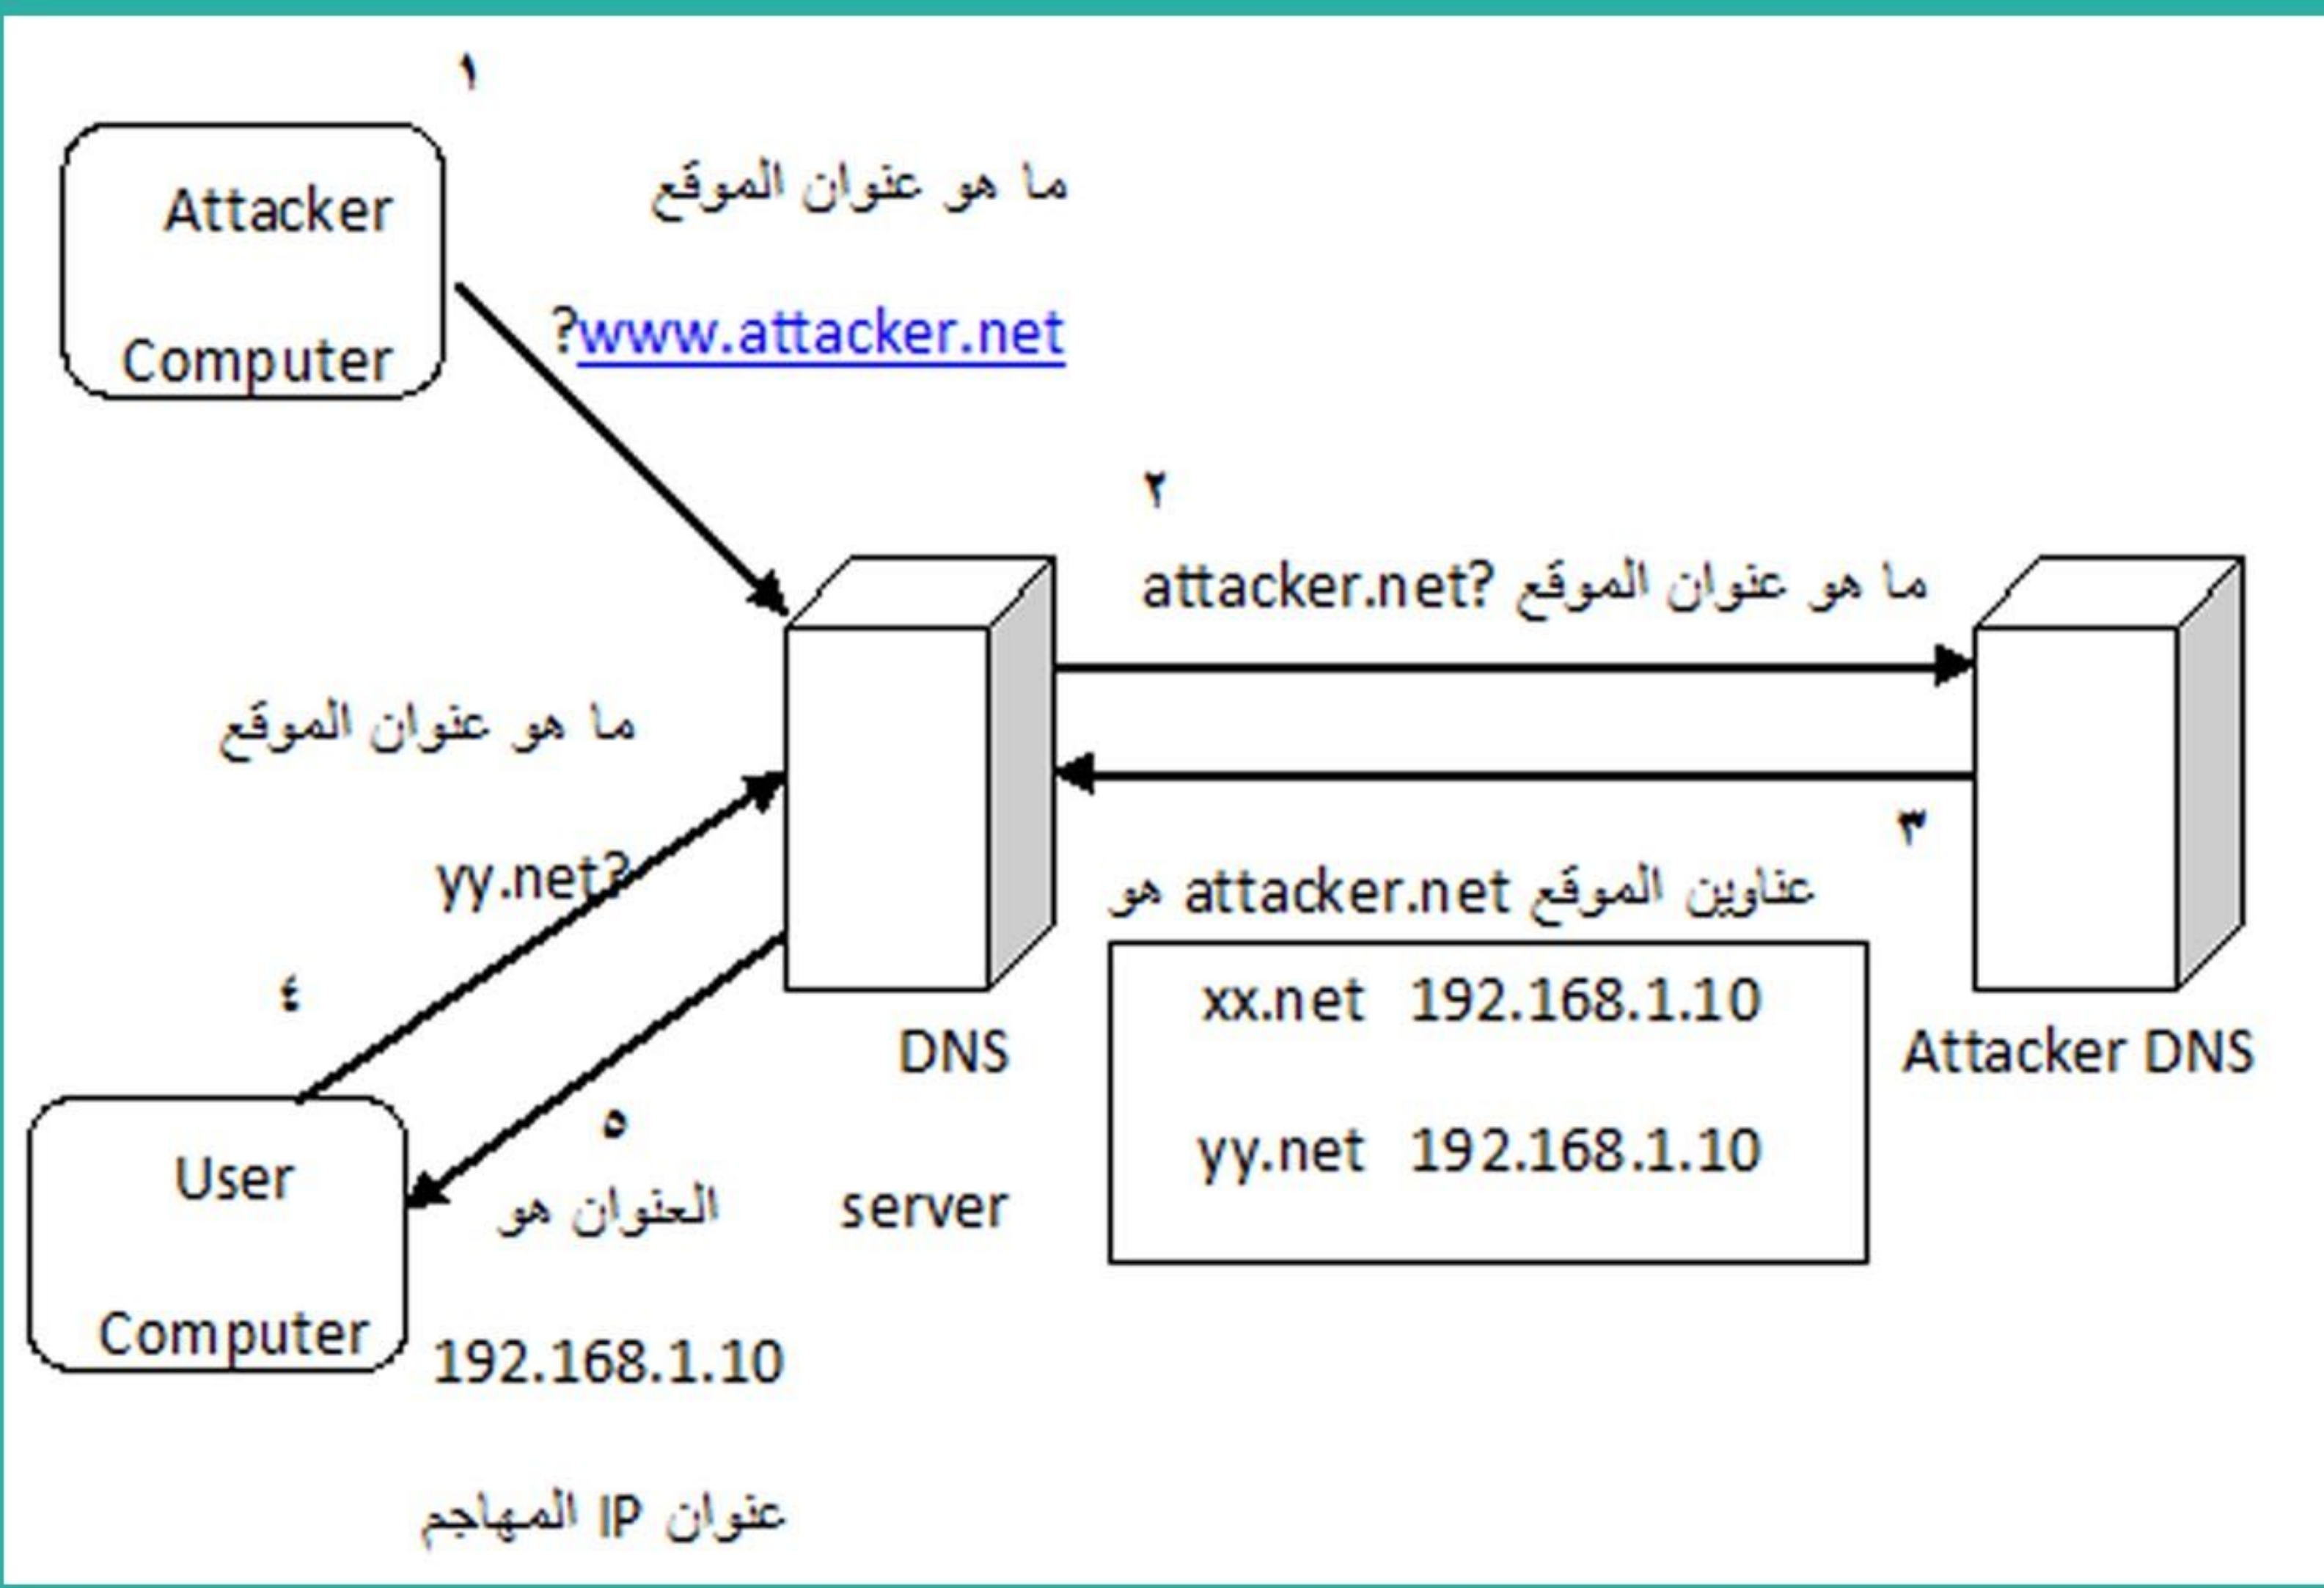 ١
Attacker
Computer
ما هو عنوان الموقع
?www.attacker.net
٢
ما هو عنوان الموقع attacker.net?
٣
عناوين الموقع attacker.net هو
xx.net 192.168.1.10
yy.net 192.168.1.10
Attacker DNS
DNS
server
ما هو عنوان الموقع
yy.net?
٤
User
Computer
٥
العنوان هو
192.168.1.10
عنوان IP المهاجم